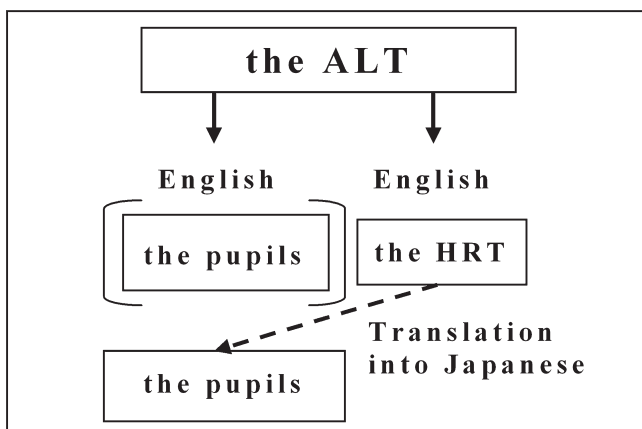 the ALT
English English
the pupils the HRT
Translation
into Japanese
the pupils